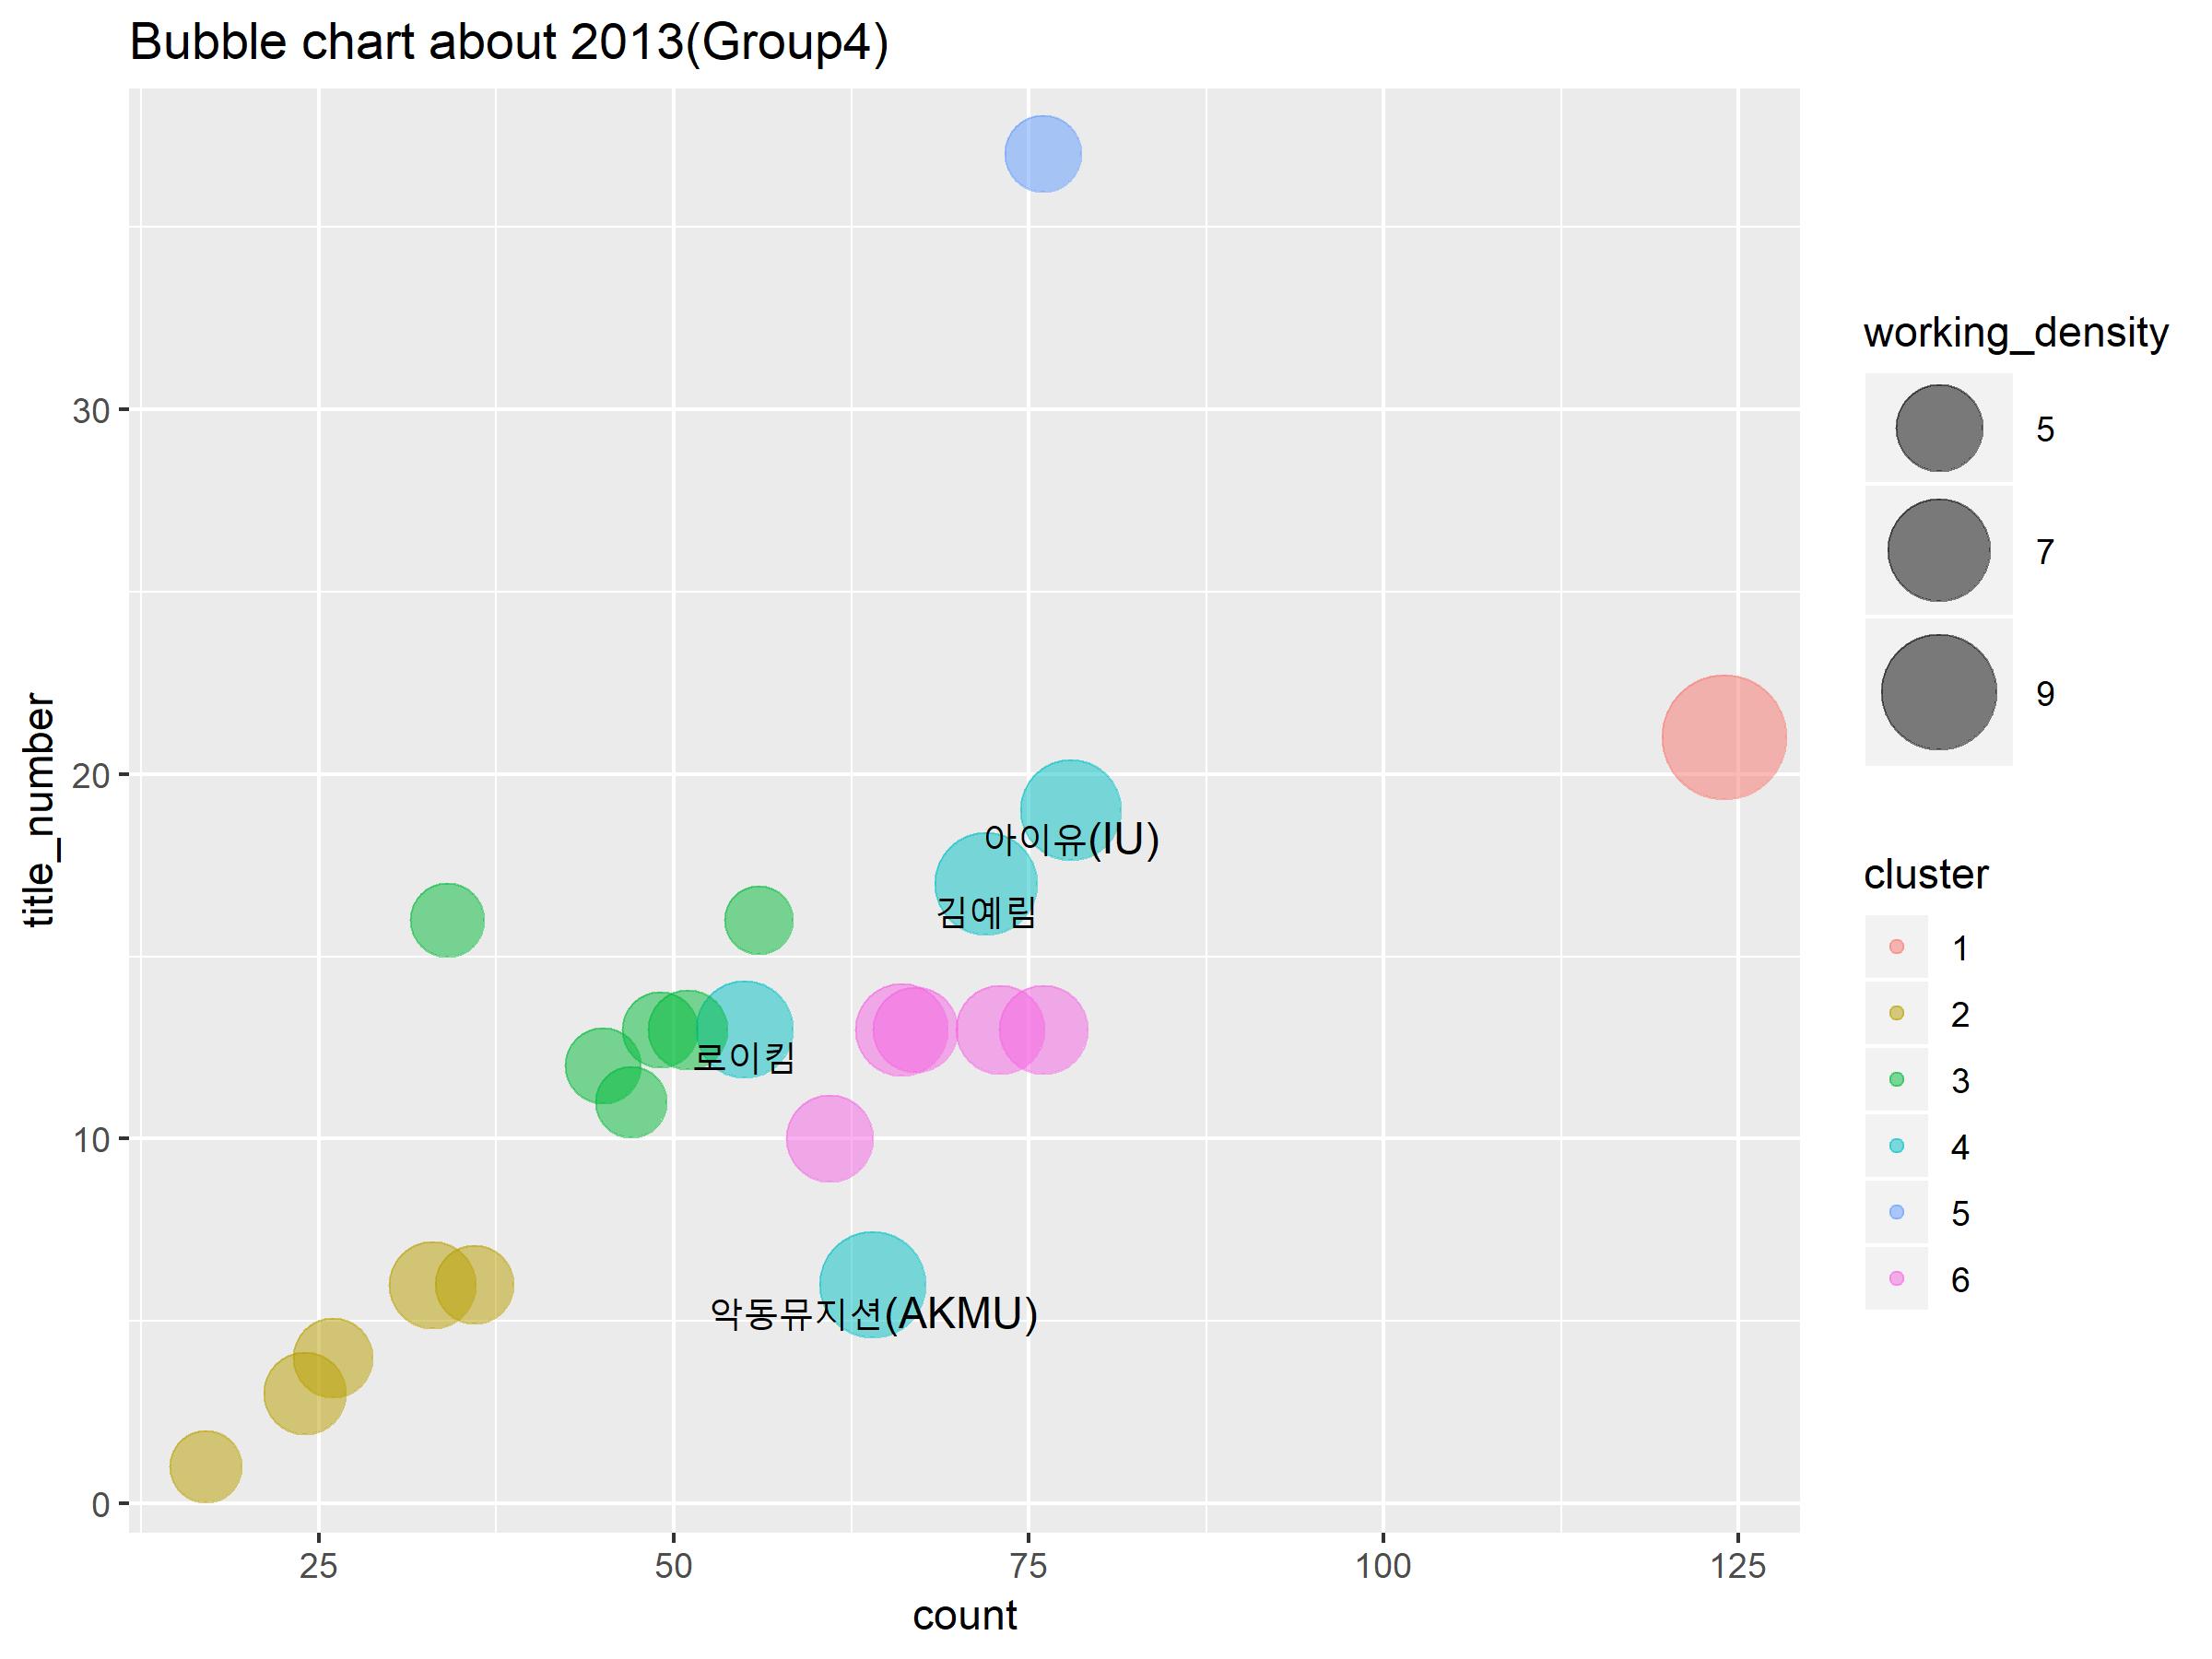 Bubble chart about 2013(Group4)
title_number
30
20
10
0
아이유(IU)
김예림
로이킴
악동뮤지션(AKMU)
25
50
75
100
125
count
working_density
5
7
9
cluster
1
2
3
4
5
6